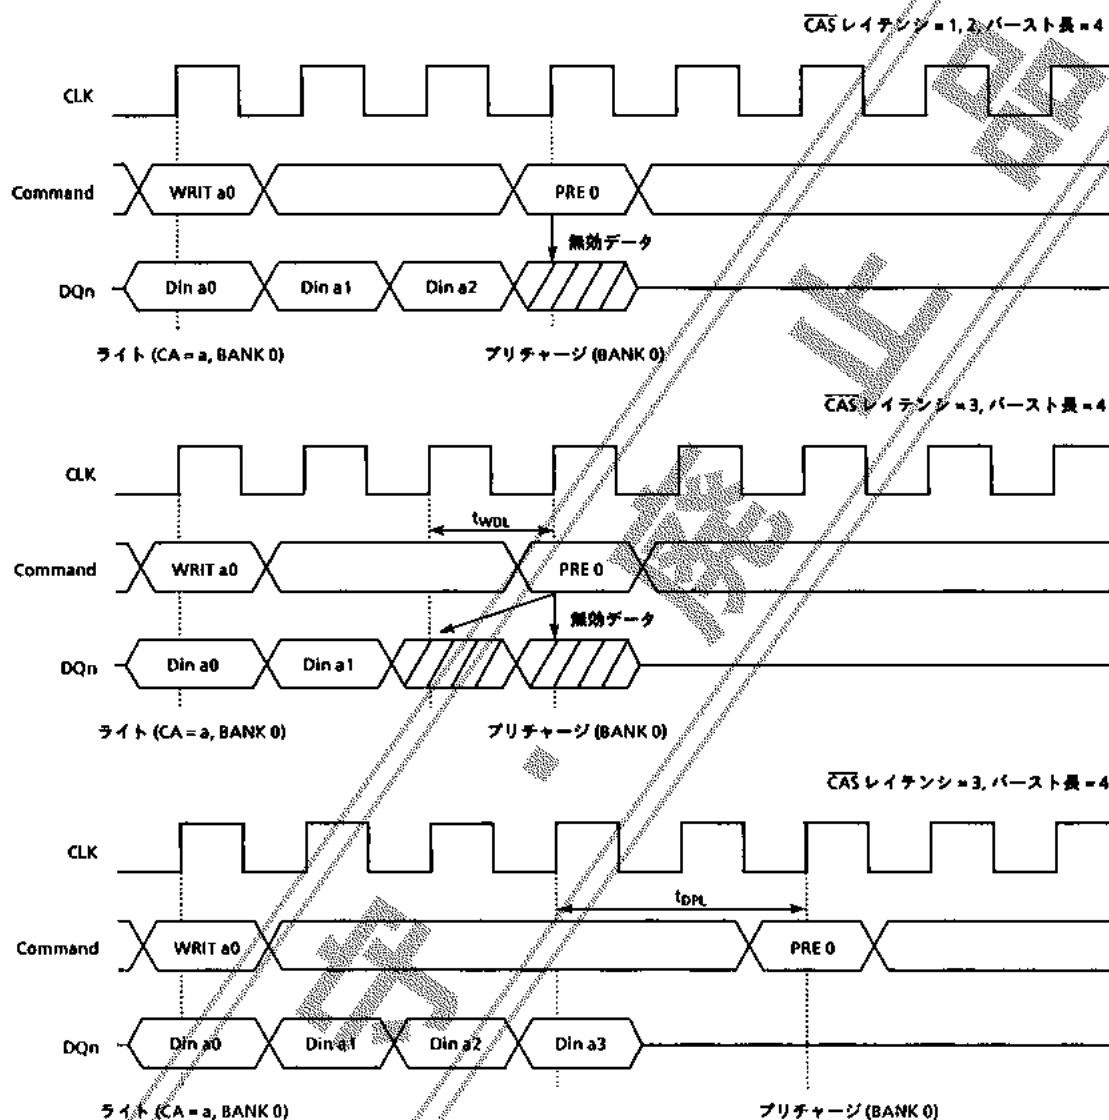 CAS レイテンシ = 1, 2, バースト長 = 4
CLK
Command WRIT a0 PRE 0
無効データ
DQn Din a0 Din a1 Din a2
ライト (CA = a, BANK 0) プリチャージ (BANK 0)
CAS レイテンシ = 3, バースト長 = 4
CLK
tWDL
Command WRIT a0 PRE 0
無効データ
DQn Din a0 Din a1
ライト (CA = a, BANK 0) プリチャージ (BANK 0)
CAS レイテンシ = 3, バースト長 = 4
CLK
tDPL
Command WRIT a0 PRE 0
DQn Din a0 Din a1 Din a2 Din a3
ライト (CA = a, BANK 0) プリチャージ (BANK 0)
保守・廃止品